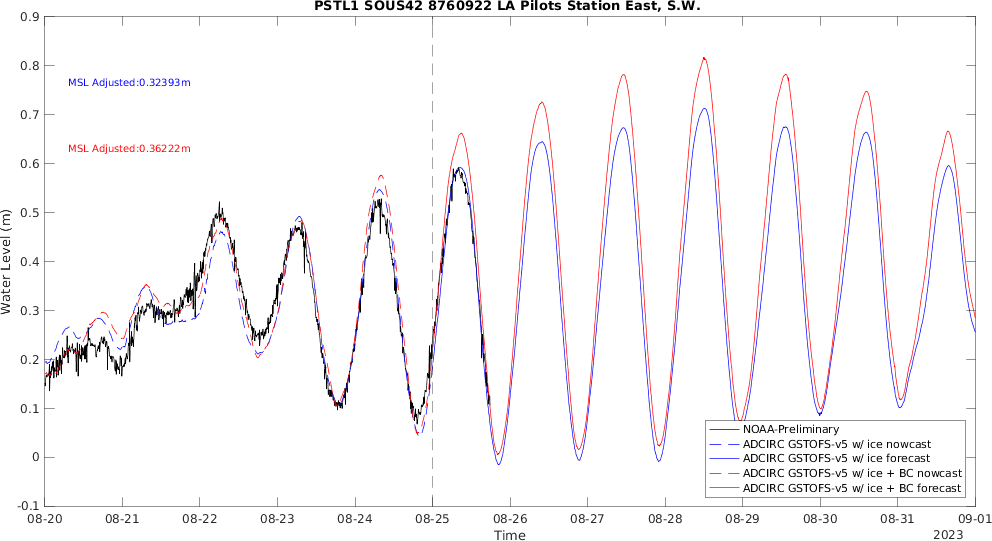 PSTL1 SOUS42 8760922 LA Pilots Station East, S.W.
0.9
0.8
0.7
0.6
0.5
0.4
0.3
0.2
0.1
0
-0.1
Water Level (m)
MSL Adjusted:0.32393m
MSL Adjusted:0.36222m
NOAA-Preliminary
ADCIRC GSTOFS-v5 w/ ice nowcast
ADCIRC GSTOFS-v5 w/ ice forecast
ADCIRC GSTOFS-v5 w/ ice + BC nowcast
ADCIRC GSTOFS-v5 w/ ice + BC forecast
08-20 08-21 08-22 08-23 08-24 08-25 08-26 08-27 08-28 08-29 08-30 08-31 09-01
Time
2023